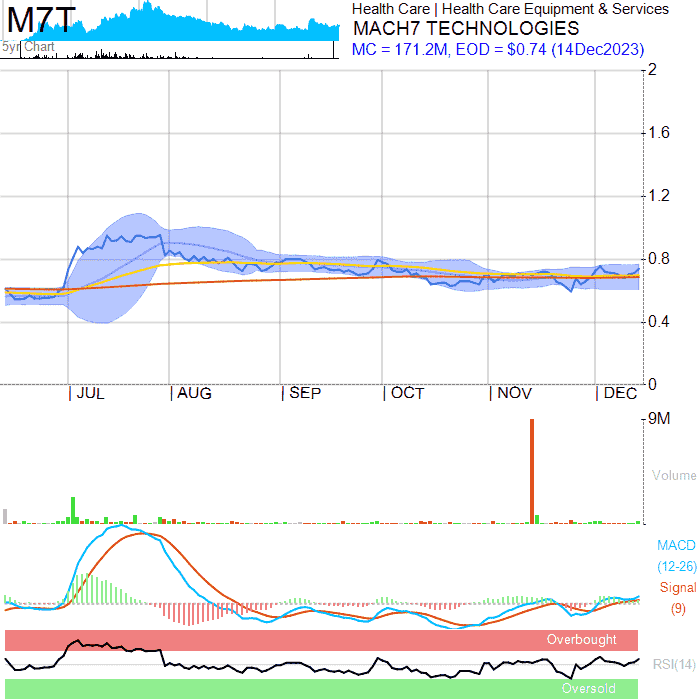 M7T
Health Care | Health Care Equipment & Services
MACH7 TECHNOLOGIES
5yr Chart
MC = 171.2M, EOD = $0.74 (14Dec2023)
2
1.6
1.2
0.8
0.4
0
JUL
AUG
SEP
OCT
NOV
DEC
9M
Volume
MACD
(12-26)
Signal
(9)
Overbought
RSI(14)
Oversold